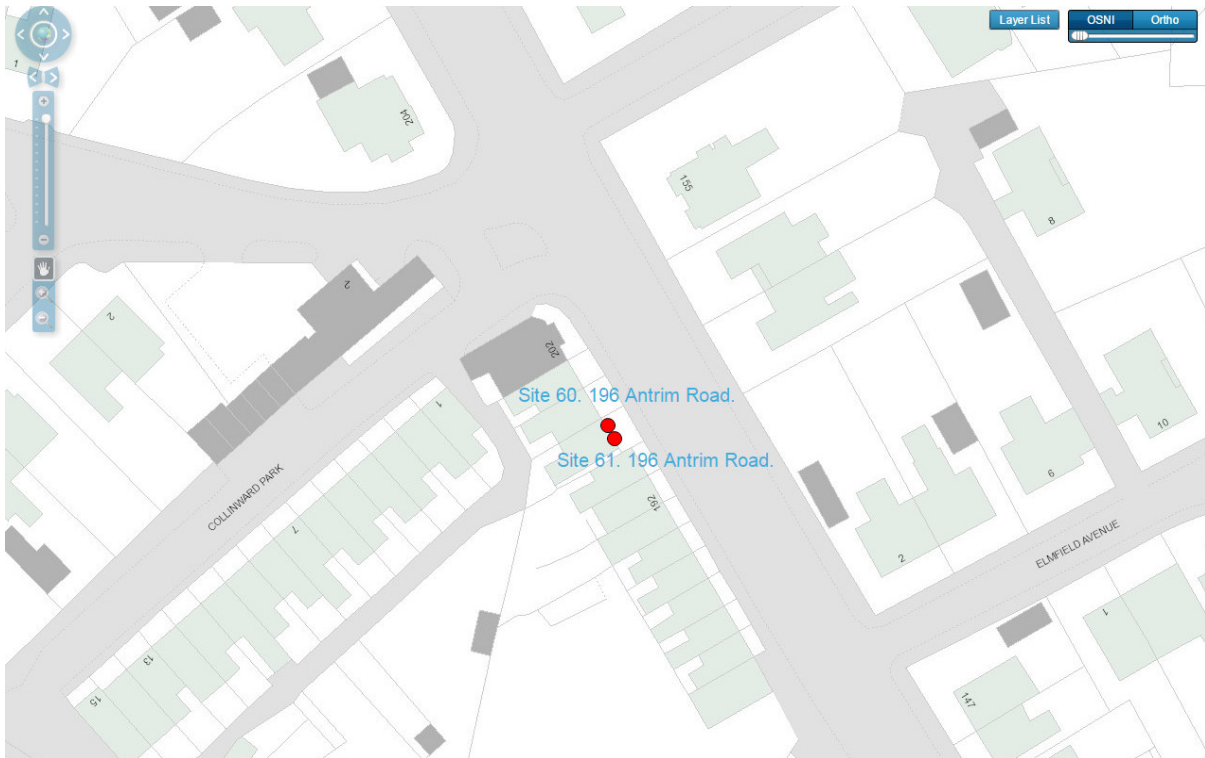 Layer List
OSNI
Ortho
1
204
155
8
2
2
202
Site 60. 196 Antrim Road.
1
Site 61. 196 Antrim Road.
10
6
192
COLLINWARD PARK
7
2
ELMFIELD AVENUE
1
13
15
147